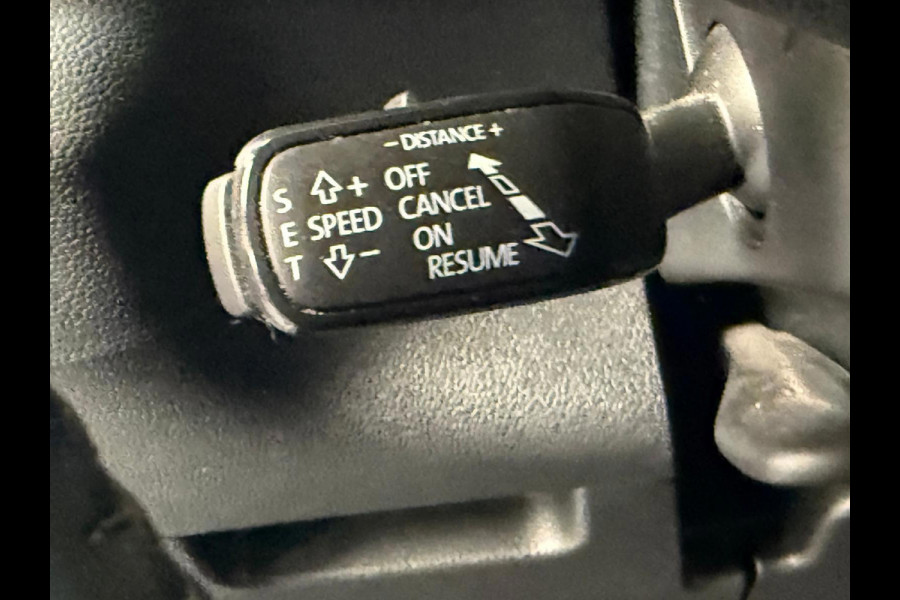 - DISTANCE +
S
E
T
⇧ +
SPEED
⇩ -
OFF
CANCEL
ON
RESUME